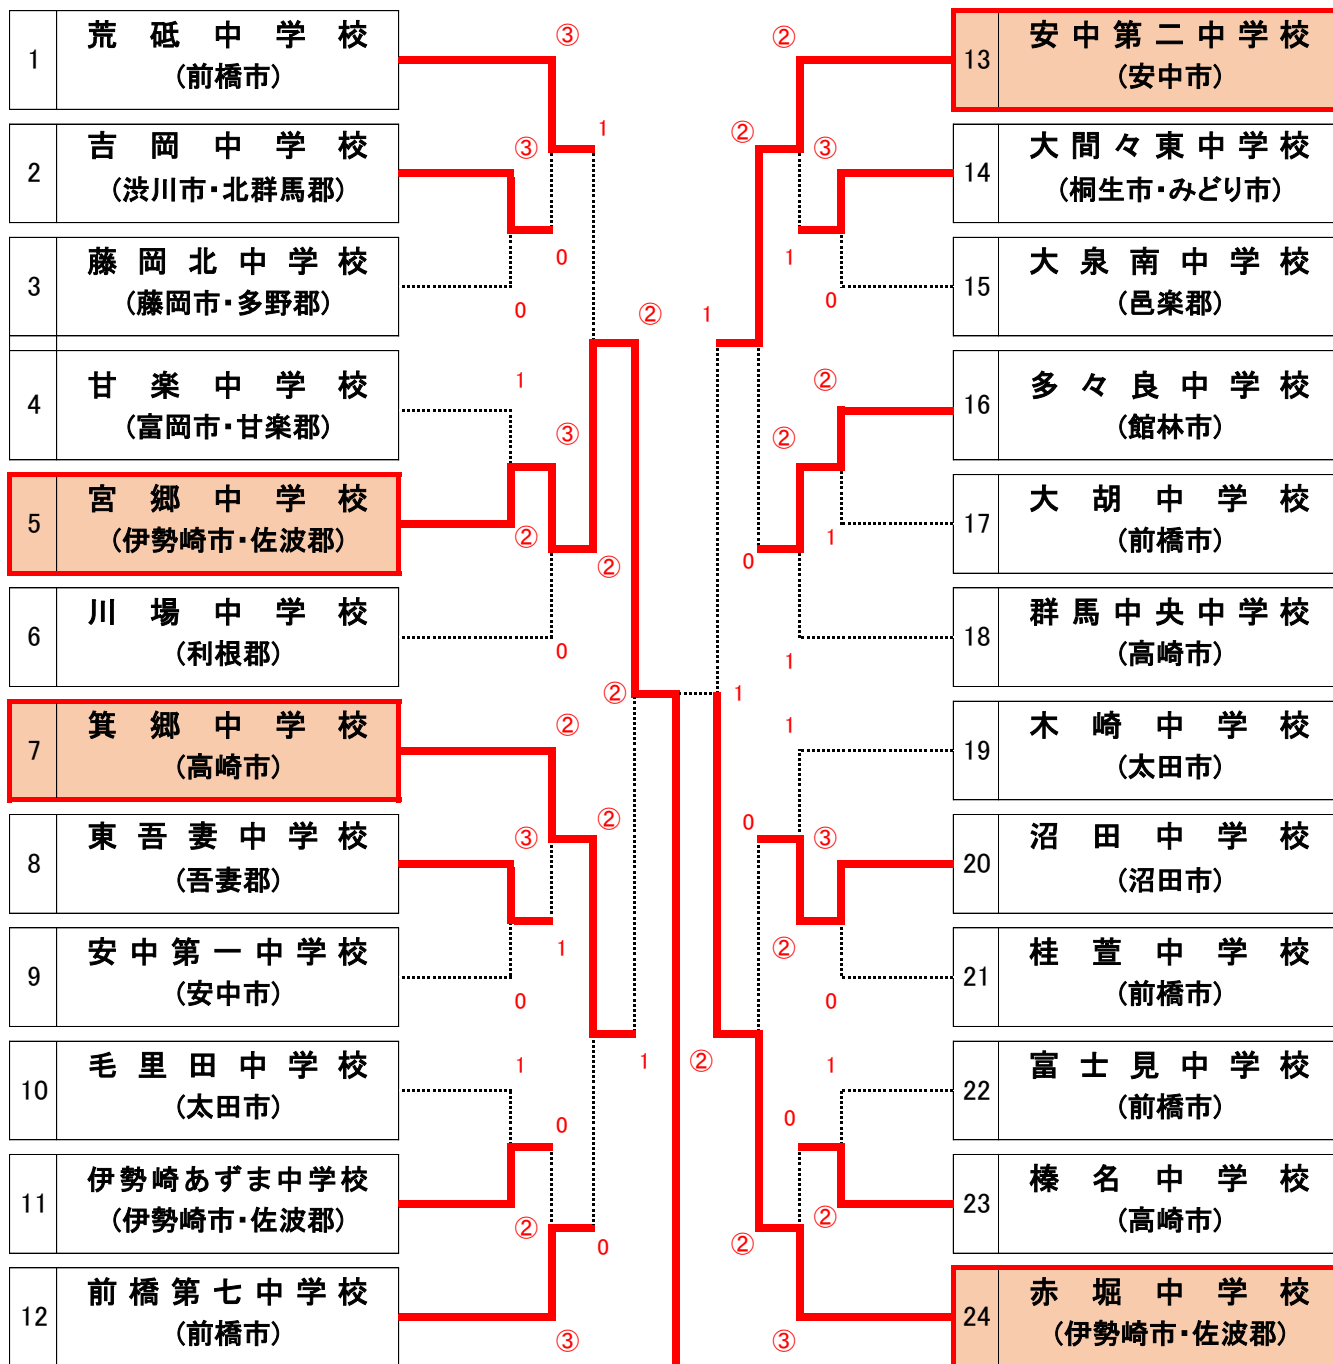 1 荒砥中学校
(前橋市)
2 吉岡中学校
(渋川市・北群馬郡)
3 藤岡北中学校
(藤岡市・多野郡)
4 甘楽中学校
(富岡市・甘楽郡)
5 宮郷中学校
(伊勢崎市・佐波郡)
6 川場中学校
(利根郡)
7 箕郷中学校
(高崎市)
8 東吾妻中学校
(吾妻郡)
9 安中第一中学校
(安中市)
10 毛里田中学校
(太田市)
11 伊勢崎あずま中学校
(伊勢崎市・佐波郡)
12 前橋第七中学校
(前橋市)
③
1
③
0
0
②
1
③
②
②
0
②
②
②
③
1
0
1
1
0
②
0
③
②
②
③
1
1
0
②
②
②
0
1
1
1
1
0
③
②
0
②
1
0
②
②
③
13 安中第二中学校
(安中市)
14 大間々東中学校
(桐生市・みどり市)
15 大泉南中学校
(邑楽郡)
16 多々良中学校
(館林市)
17 大胡中学校
(前橋市)
18 群馬中央中学校
(高崎市)
19 木崎中学校
(太田市)
20 沼田中学校
(沼田市)
21 桂萱中学校
(前橋市)
22 富士見中学校
(前橋市)
23 榛名中学校
(高崎市)
24 赤堀中学校
(伊勢崎市・佐波郡)